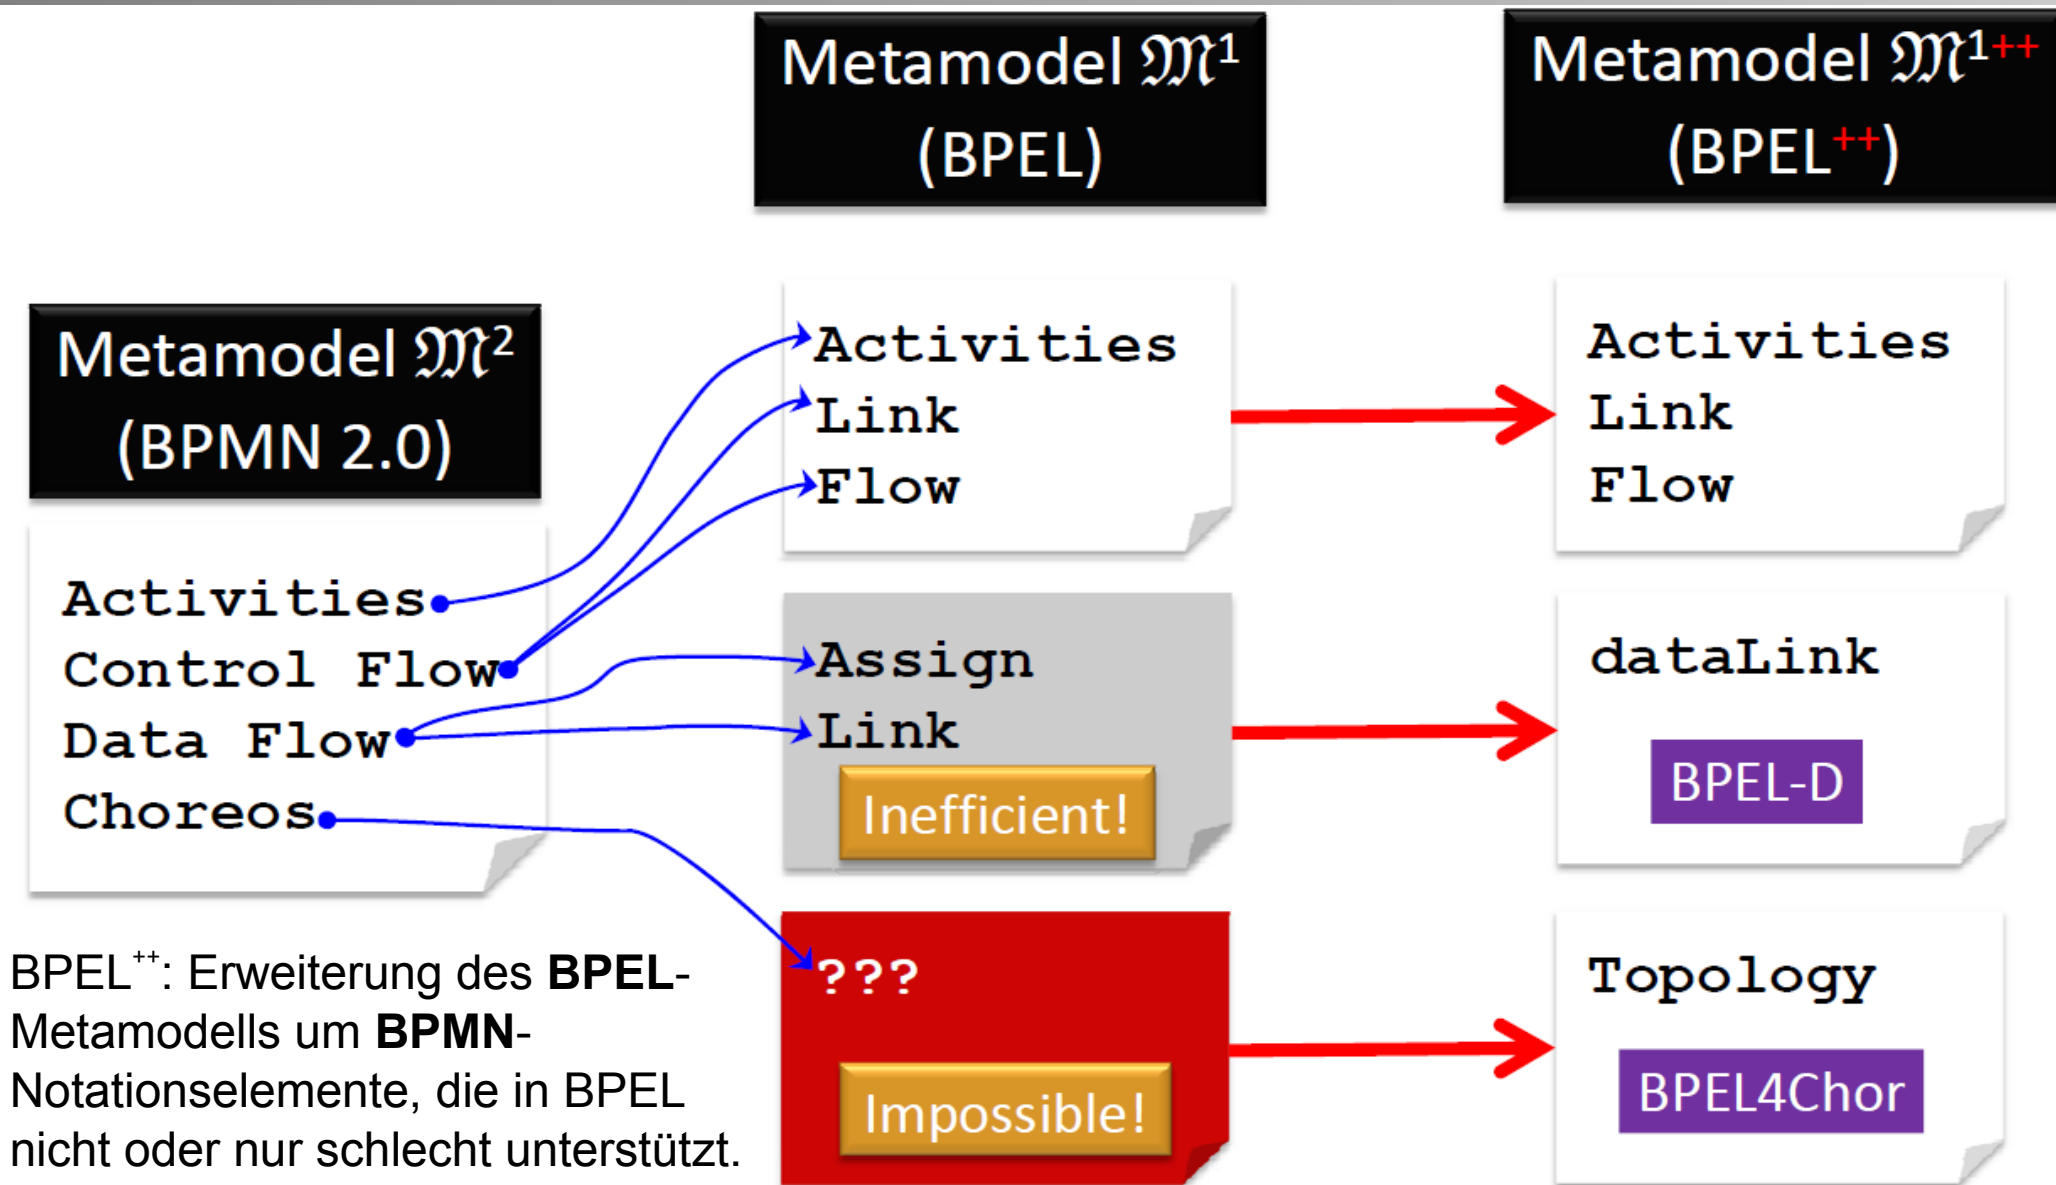 Metamodel 𝔐¹
(BPEL)
Metamodel 𝔐¹⁺⁺
(BPEL⁺⁺)
Metamodel 𝔐²
(BPMN 2.0)
Activities
Control Flow
Data Flow
Choreos
Activities
Link
Flow
Assign
Link
Inefficient!
???
Impossible!
Activities
Link
Flow
dataLink
BPEL-D
Topology
BPEL4Chor
BPEL⁺⁺: Erweiterung des BPEL-
Metamodells um BPMN-
Notationselemente, die in BPEL
nicht oder nur schlecht unterstützt.